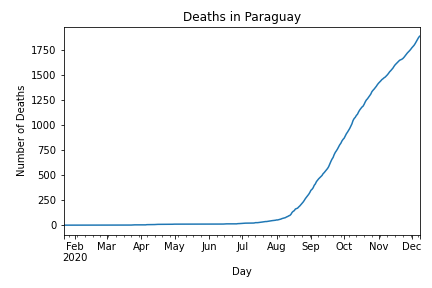 Deaths in Paraguay
Number of Deaths
1750
1500
1250
1000
750
500
250
0
Feb Mar Apr May Jun Jul Aug Sep Oct Nov Dec
2020
Day